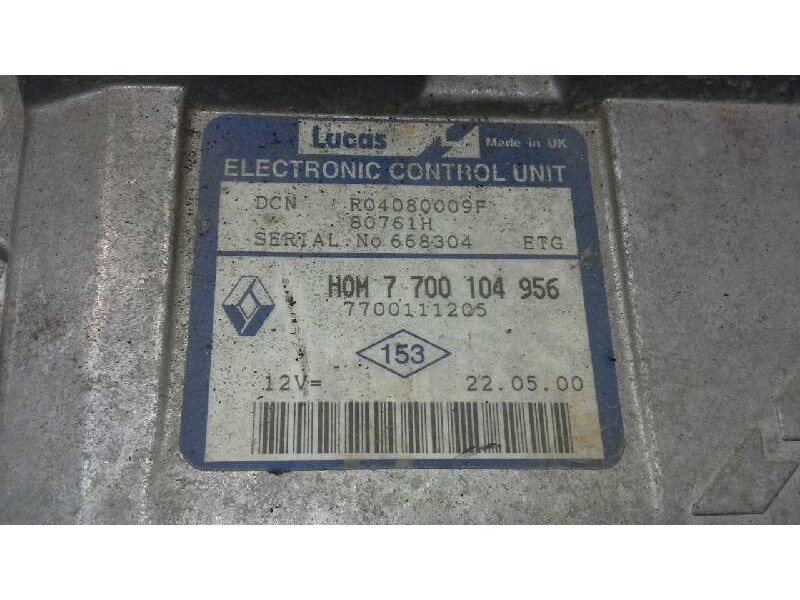 Lucas Made in UK
ELECTRONIC CONTROL UNIT
DCN R04080009F
80761H
SERIAL.No 668304 ETG
HOM 7 700 104 956
7700111205
153
12V= 22.05.00